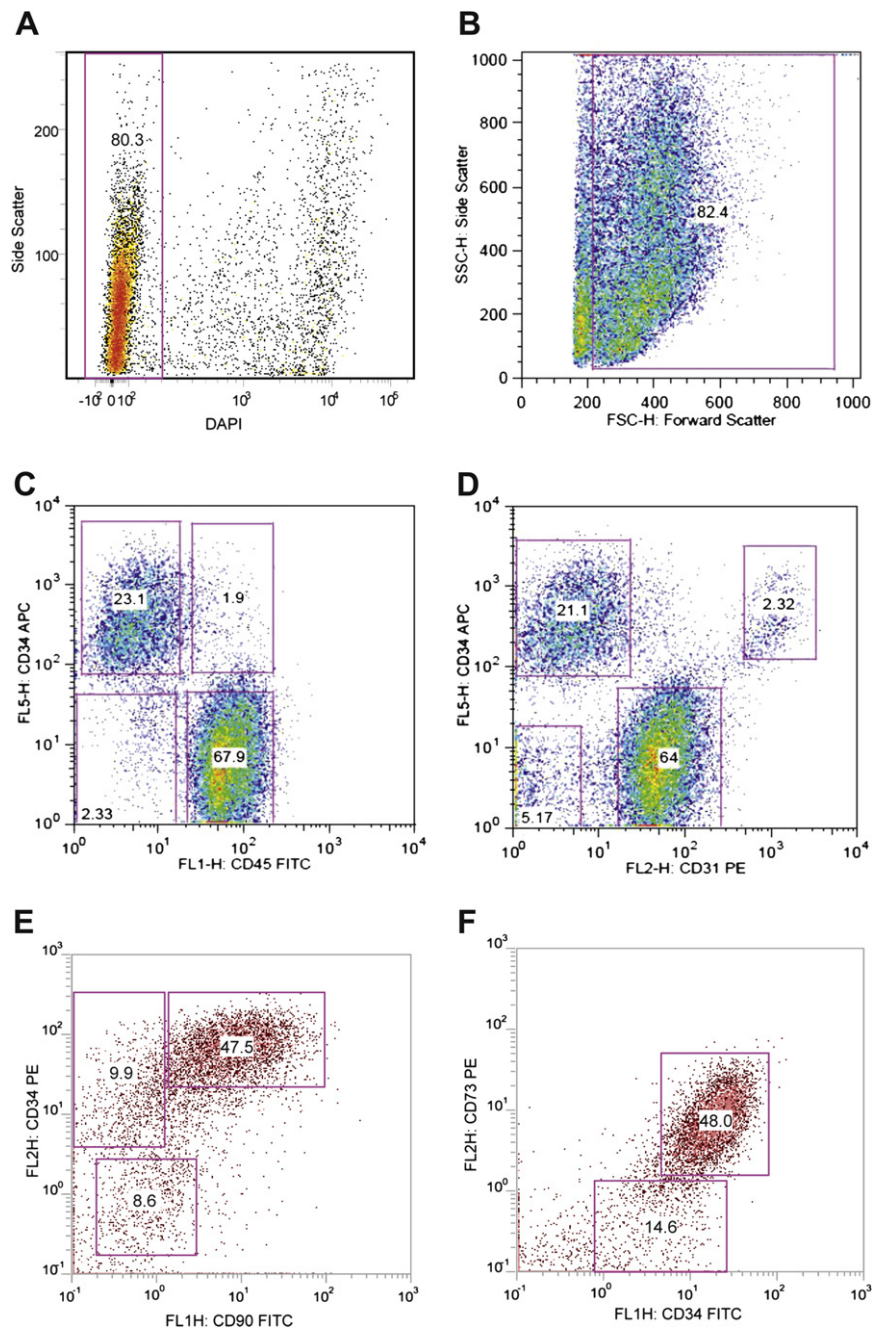 A
80.3
Side Scatter
200
100
-10² 0 10² 10³ 10⁴ 10⁵
DAPI
B
1000
800
600
400
200
0
SSC-H: Side Scatter
82.4
0 200 400 600 800 1000
FSC-H: Forward Scatter
C
10⁴
10³
10²
10¹
10⁰
FL5-H: CD34 APC
23.1
1.9
67.9
2.33
10⁰ 10¹ 10² 10³ 10⁴
FL1-H: CD45 FITC
D
10⁴
10³
10²
10¹
10⁰
FL5-H: CD34 APC
21.1
2.32
64
5.17
10⁰ 10¹ 10² 10³ 10⁴
FL2-H: CD31 PE
E
10³
10²
10¹
10⁰
10⁻¹
FL2H: CD34 PE
47.5
9.9
8.6
10¹ 10⁰ 10¹ 10² 10³
FL1H: CD90 FITC
F
10³
10²
10¹
10⁰
10⁻¹
FL2H: CD73 PE
48.0
14.6
10⁻¹ 10⁰ 10¹ 10² 10³
FL1H: CD34 FITC